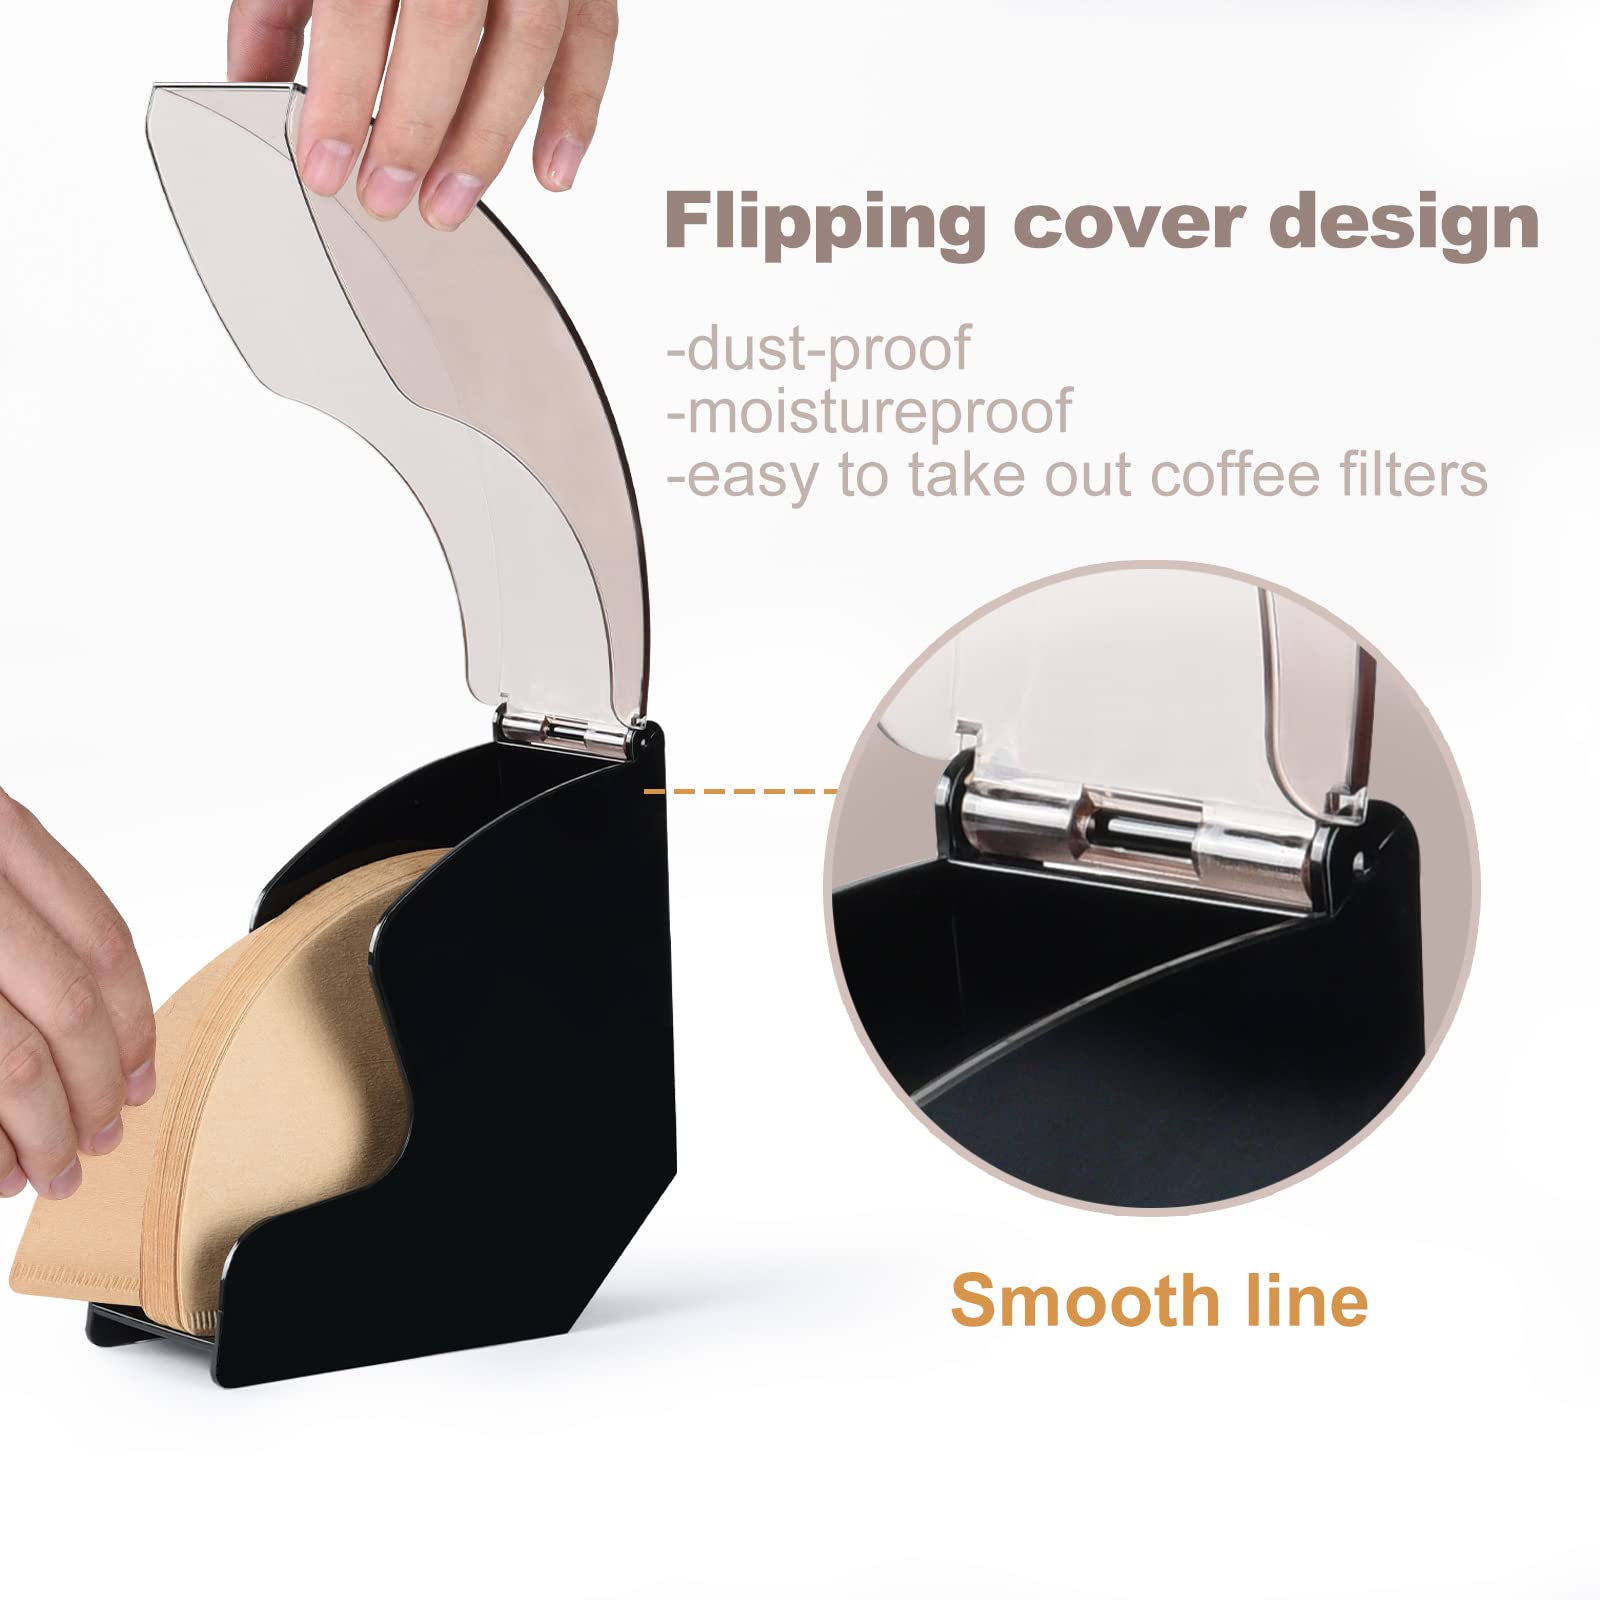 Flipping cover design
-dust-proof
-moistureproof
-easy to take out coffee filters
Smooth line